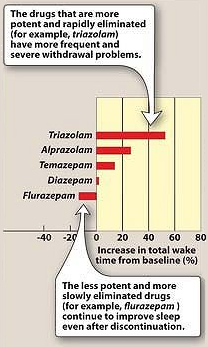 The drugs that are more
potent and rapidly eliminated
(for example, triazolam)
have more frequent and
severe withdrawal problems.
Triazolam
Alprazolam
Temazepam
Diazepam
Flurazepam
-40 -20 0 20 40 60 80
Increase in total wake
time from baseline (%)
The less potent and more
slowly eliminated drugs
(for example, flurazepam )
continue to improve sleep
even after discontinuation.